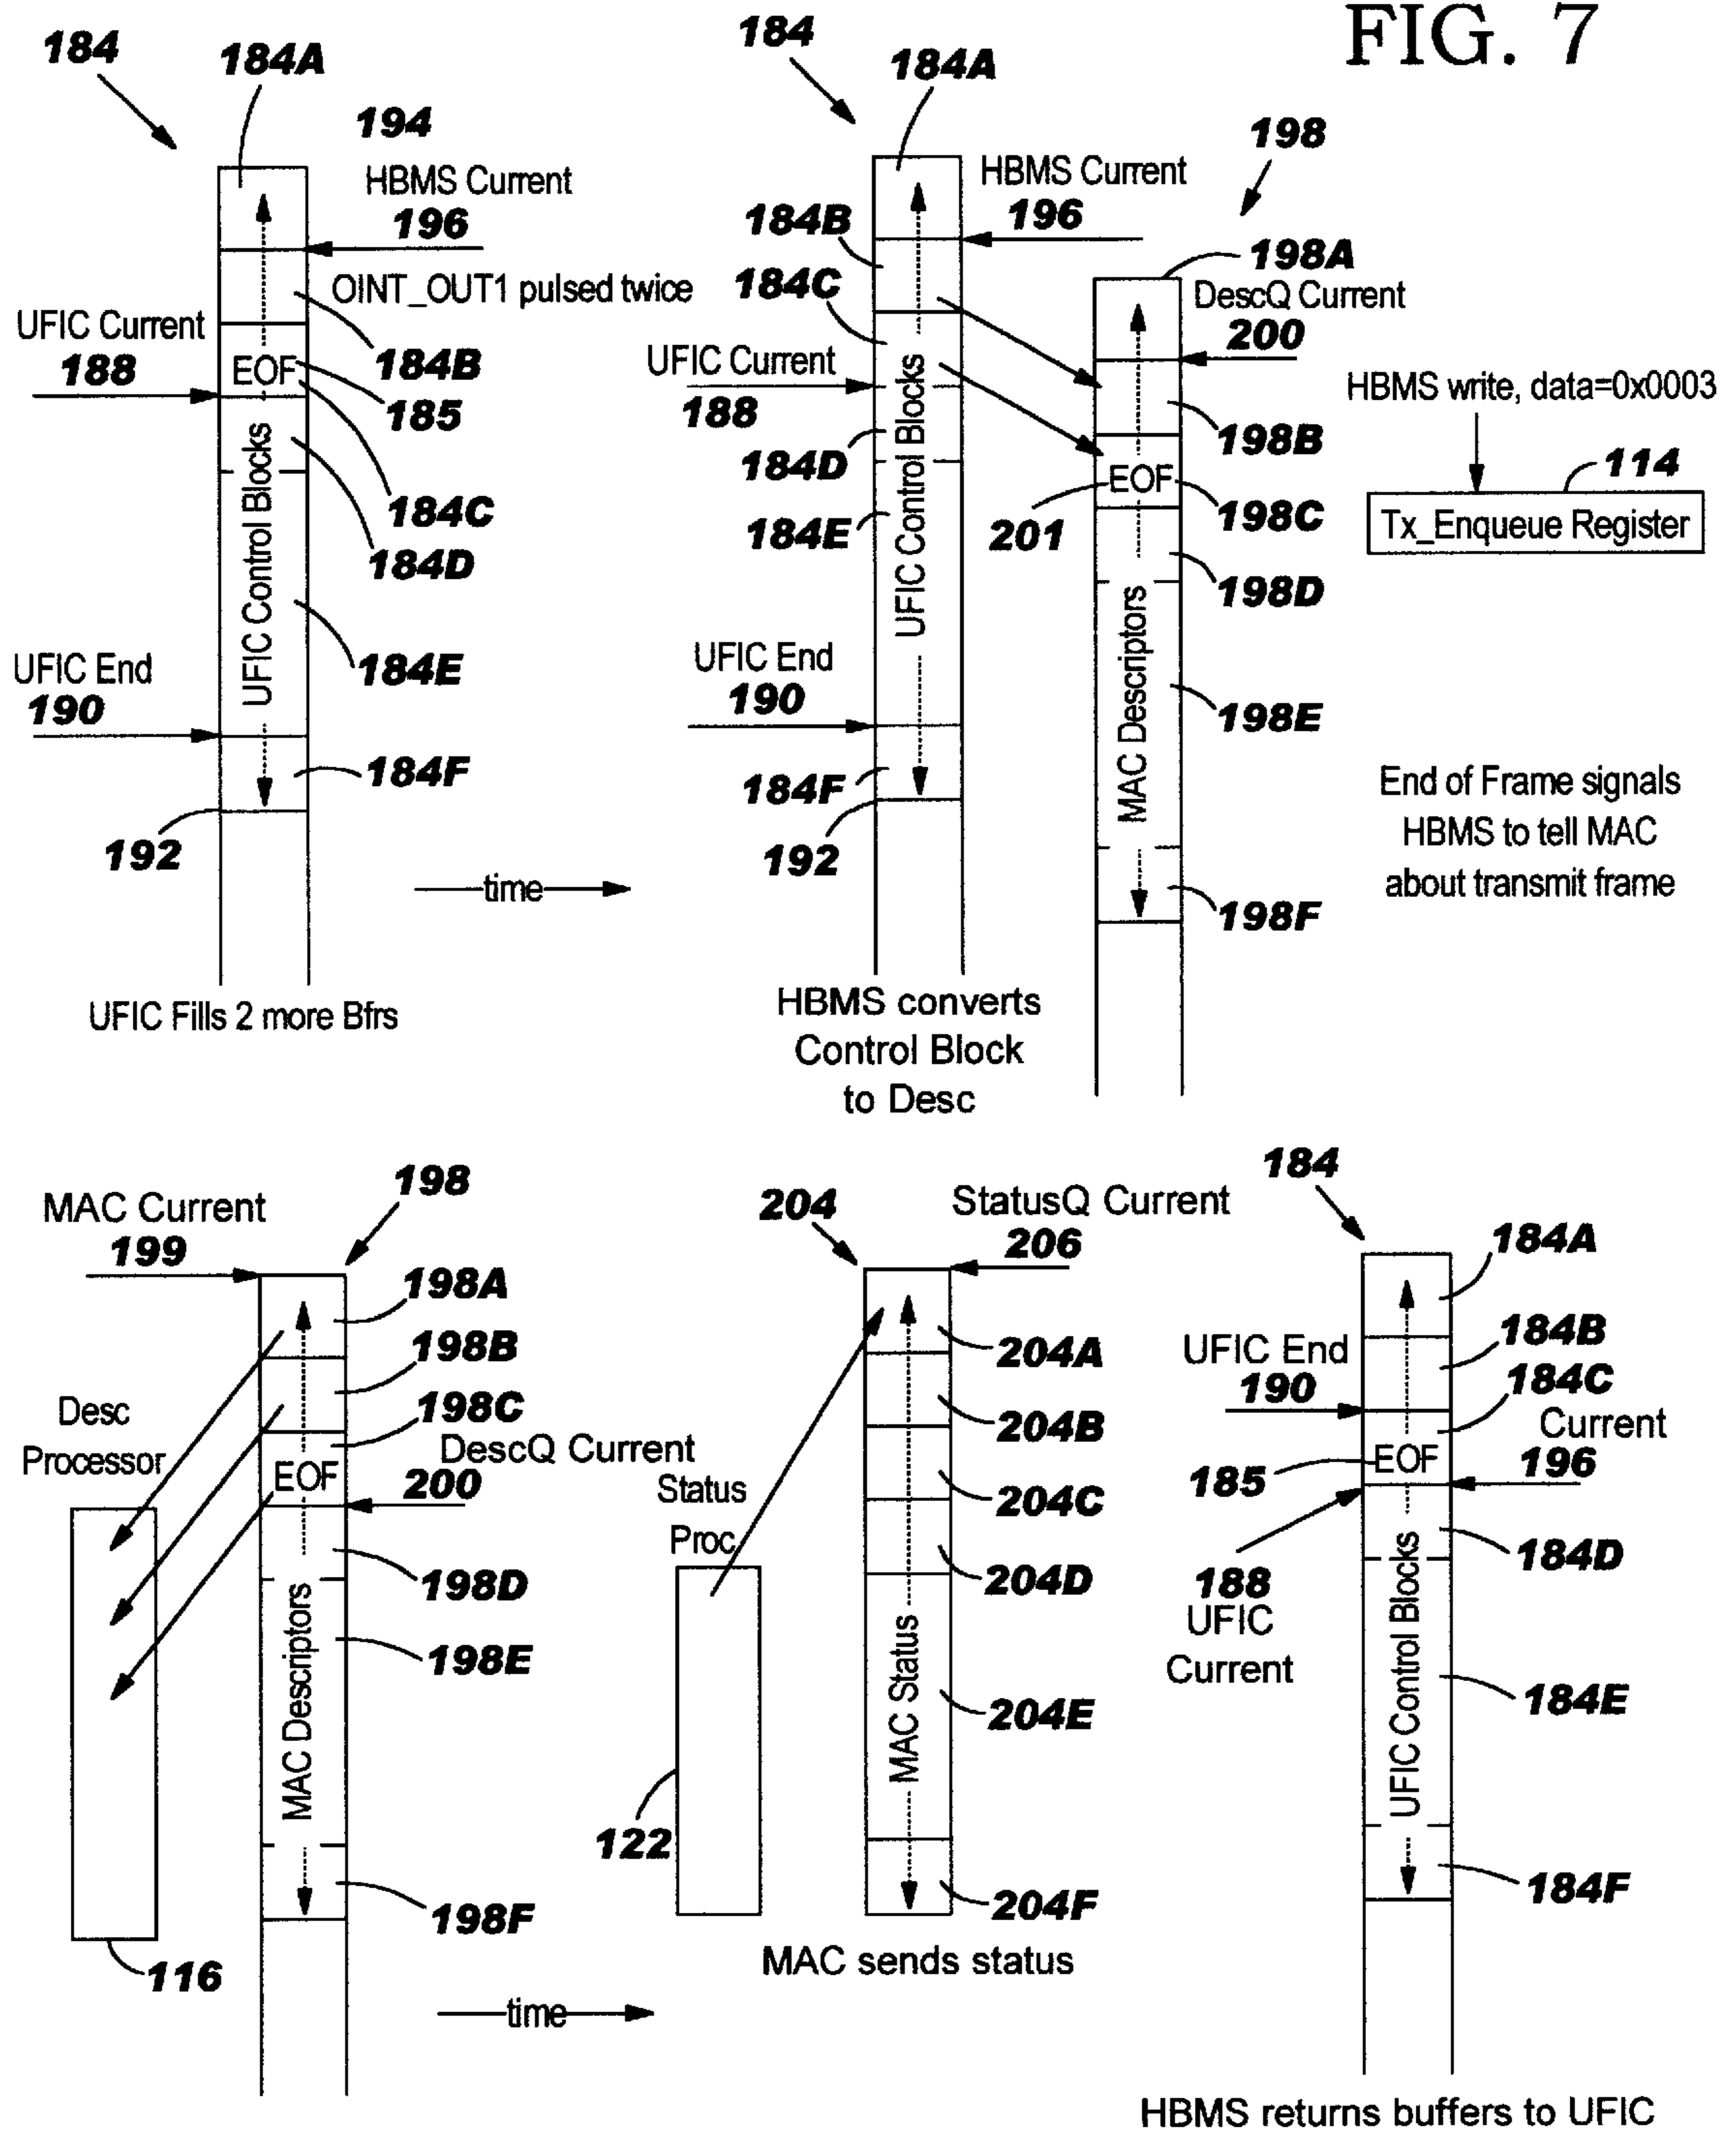 FIG. 7
184
184A
194
HBMS Current
196
OINT_OUT1 pulsed twice
UFIC Current
188
EOF
184B
185
184C
184D
UFIC Control Blocks
184E
UFIC End
190
184F
192
UFIC Fills 2 more Bfrs
time
184
184A
HBMS Current
196
184B
184C
UFIC Current
188
184D
184E
UFIC Control Blocks
UFIC End
190
184F
192
HBMS converts
Control Block
to Desc
198
198A
DescQ Current
200
198B
EOF
201
198C
198D
MAC Descriptors
198E
198F
HBMS write, data=0x0003
114
Tx_Enqueue Register
End of Frame signals
HBMS to tell MAC
about transmit frame
MAC Current
199
198
198A
198B
198C
Desc
Processor
DescQ Current
EOF
200
198D
MAC Descriptors
198E
198F
116
time
204
StatusQ Current
206
204A
204B
Status
Proc
204C
204D
MAC Status
204E
122
204F
MAC sends status
184
184A
184B
UFIC End
190
184C
Current
EOF
185
196
188
UFIC
Current
184D
UFIC Control Blocks
184E
184F
HBMS returns buffers to UFIC